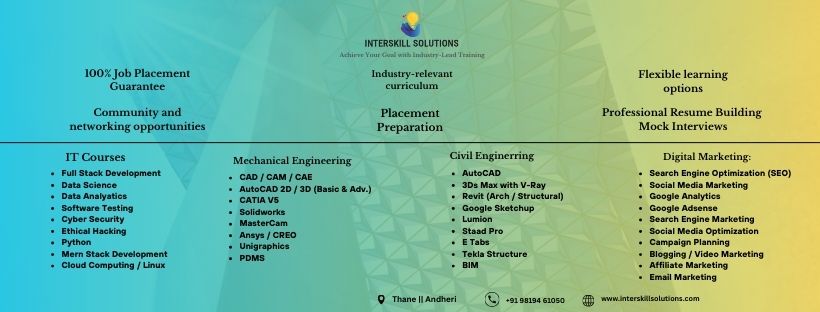 INTERSKILL SOLUTIONS
Achieve Your Goal with Industry-Lead Training
100% Job Placement
Guarantee
Industry-relevant
curriculum
Flexible learning
options
Community and
networking opportunities
Placement
Preparation
Professional Resume Building
Mock Interviews
IT Courses
Full Stack Development
Data Science
Data Analyatics
Software Testing
Cyber Security
Ethical Hacking
Python
Mern Stack Development
Cloud Computing / Linux
Mechanical Engineering
CAD / CAM / CAE
AutoCAD 2D / 3D (Basic & Adv.)
CATIA V5
Solidworks
MasterCam
Ansys / CREO
Unigraphics
PDMS
Civil Enginerring
AutoCAD
3Ds Max with V-Ray
Revit (Arch / Structural)
Google Sketchup
Lumion
Staad Pro
E Tabs
Tekla Structure
BIM
Digital Marketing:
Search Engine Optimization (SEO)
Social Media Marketing
Google Analytics
Google Adsense
Search Engine Marketing
Social Media Optimization
Campaign Planning
Blogging / Video Marketing
Affiliate Marketing
Email Marketing
Thane || Andheri
+91 98194 61050
www.interskillsolutions.com